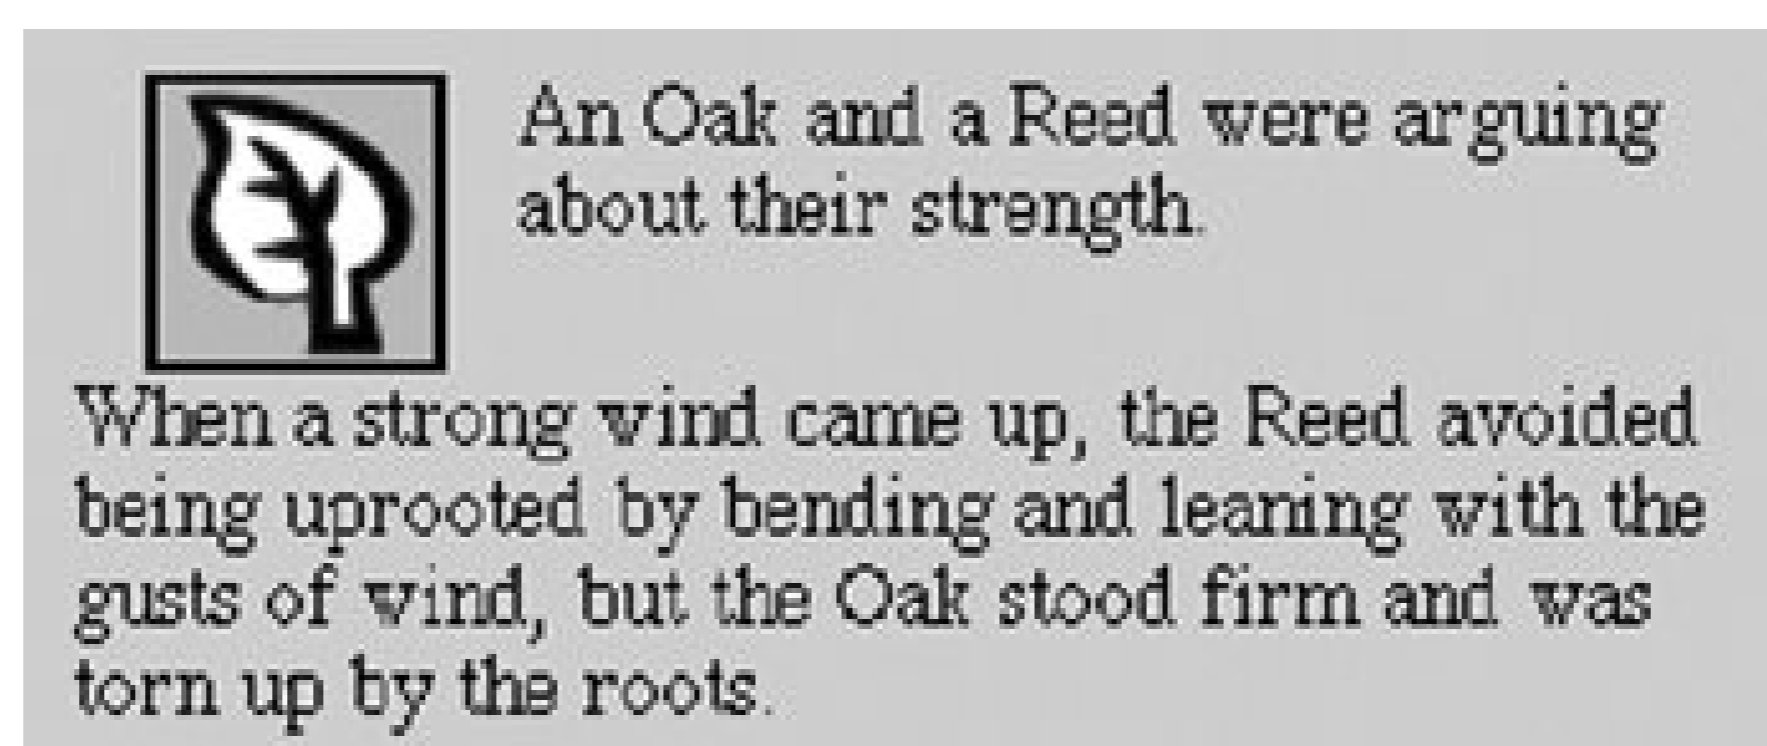 An Oak and a Reed were arguing
about their strength.
When a strong wind came up, the Reed avoided
being uprooted by bending and leaning with the
gusts of wind, but the Oak stood firm and was
torn up by the roots.